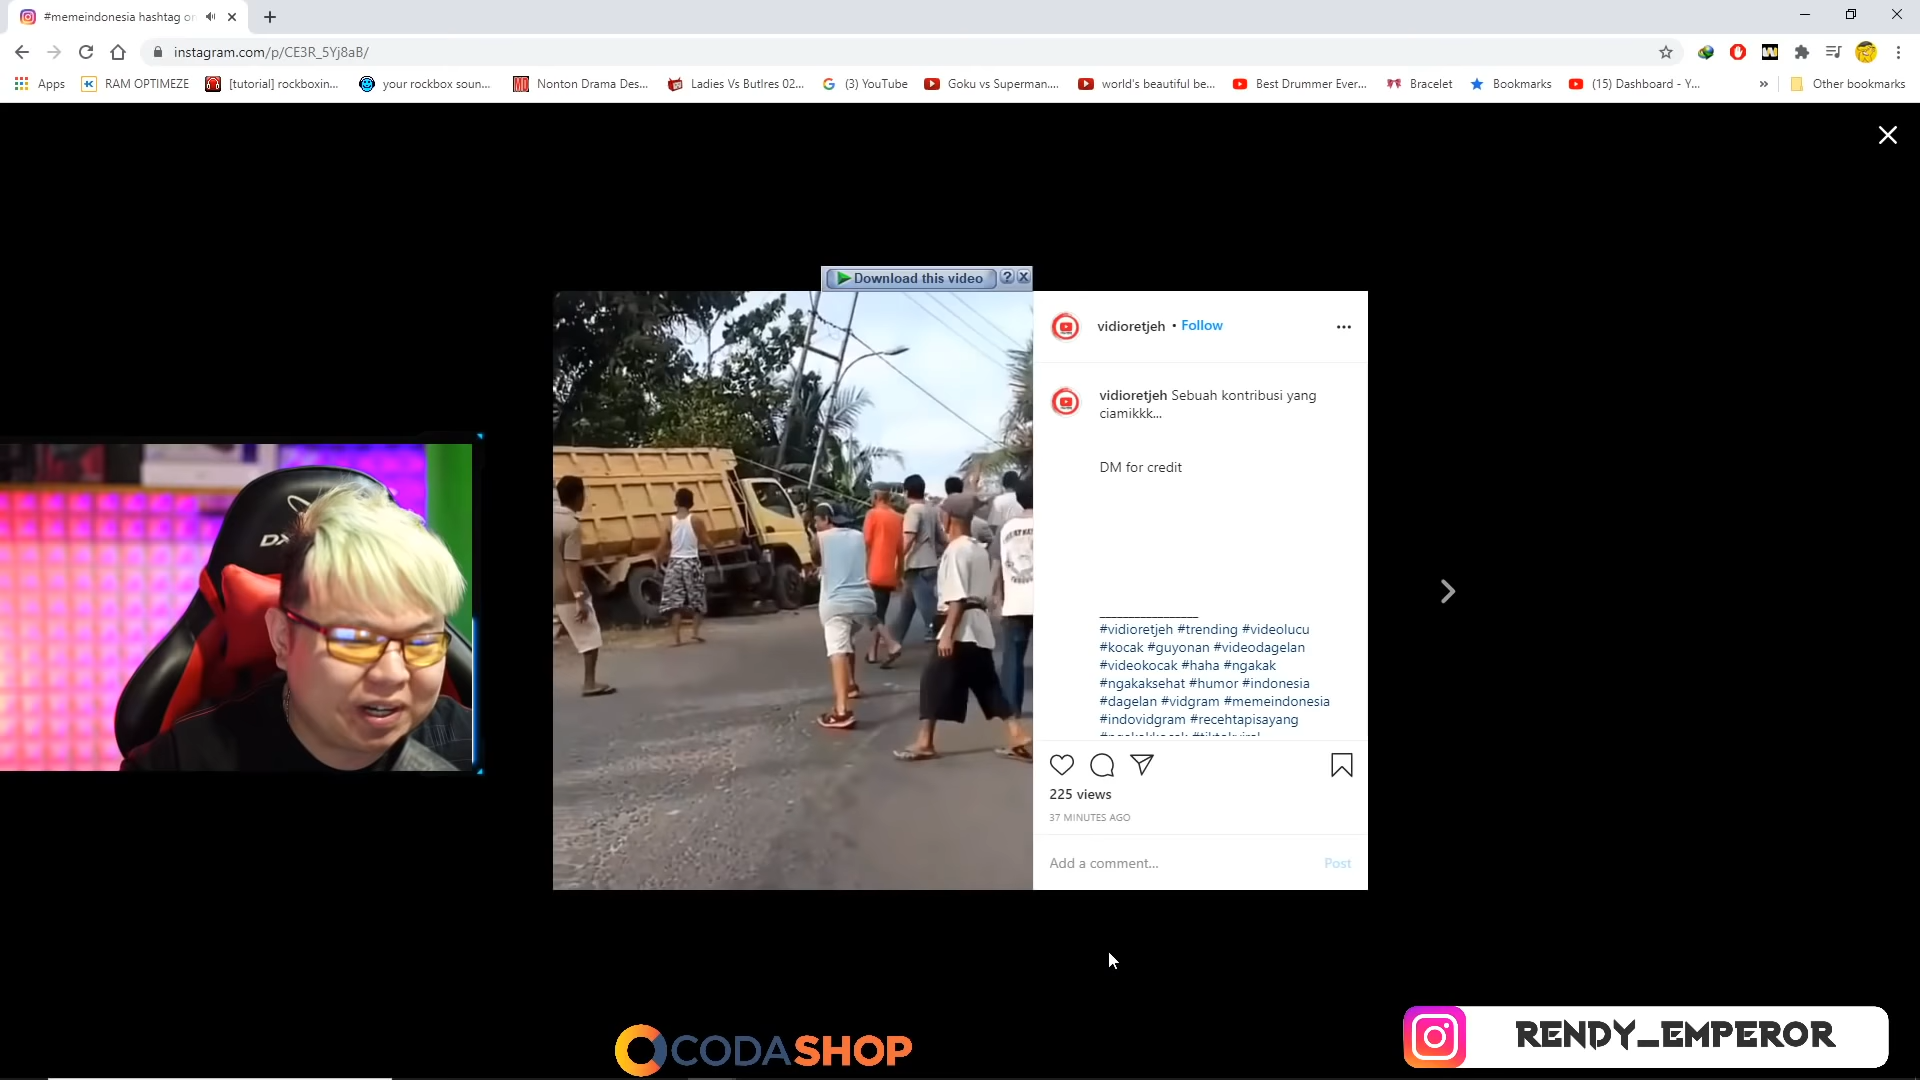 #memeindonesia hashtag on
instagram.com/p/CE3R_5Yj8aB/
Apps
RAM OPTIMEZE
[tutorial] rockboxin...
your rockbox soun...
Nonton Drama Des...
Ladies Vs Butlres 02...
(3) YouTube
Goku vs Superman....
world's beautiful be...
Best Drummer Ever...
Bracelet
Bookmarks
(15) Dashboard - Y...
»
Other bookmarks
Download this video
vidioretjeh • Follow
vidioretjeh Sebuah kontribusi yang
ciamikkk...
DM for credit
#vidioretjeh #trending #videolucu
#kocak #guyonan #videodagelan
#videokocak #haha #ngakak
#ngakaksehat #humor #indonesia
#dagelan #vidgram #memeindonesia
#indovidgram #recehtapisayang
225 views
37 MINUTES AGO
Add a comment...
Post
CODASHOP
RENDY_EMPEROR